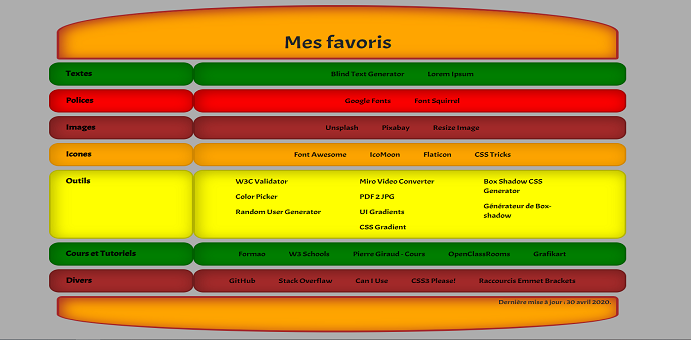 Mes favoris
Textes
Blind Text Generator Lorem Ipsum
Polices
Google Fonts Font Squirrel
Images
Unsplash Pixabay Resize Image
Icones
Font Awesome IcoMoon Flaticon CSS Tricks
Outils
W3C Validator
Color Picker
Random User Generator
Miro Video Converter
PDF 2 JPG
UI Gradients
CSS Gradient
Box Shadow CSS
Generator
Générateur de Box-
shadow
Cours et Tutoriels
Formao W3 Schools Pierre Giraud - Cours OpenClassRooms Grafikart
Divers
GitHub Stack Overflaw Can I Use CSS3 Please! Raccourcis Emmet Brackets
Dernière mise à jour : 30 avril 2020.